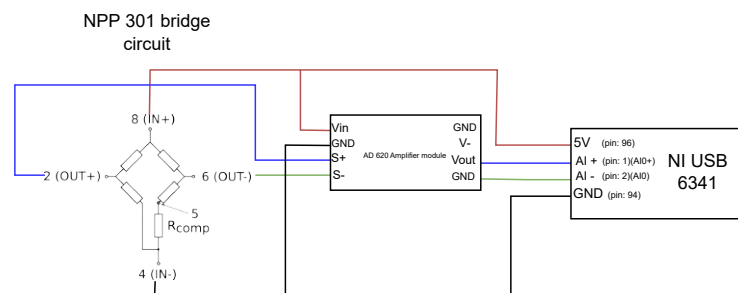 NPP 301 bridge
circuit
8 (IN+)
2 (OUT+)
6 (OUT-)
5
Rcomp
4 (IN-)
Vin
GND
S+
S-
AD 620 Amplifier module
GND
V-
Vout
GND
5V (pin: 96)
AI + (pin: 1)(AI0+)
AI - (pin: 2)(AI0)
GND (pin: 94)
NI USB
6341